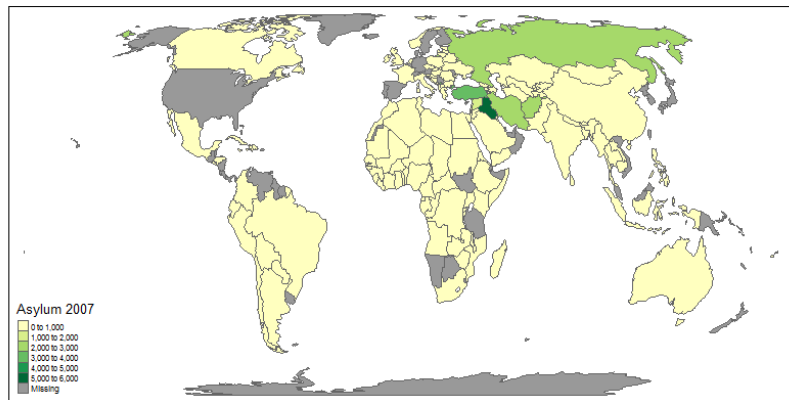 Asylum 2007
0 to 1,000
1,000 to 2,000
2,000 to 3,000
3,000 to 4,000
4,000 to 5,000
5,000 to 6,000
Missing